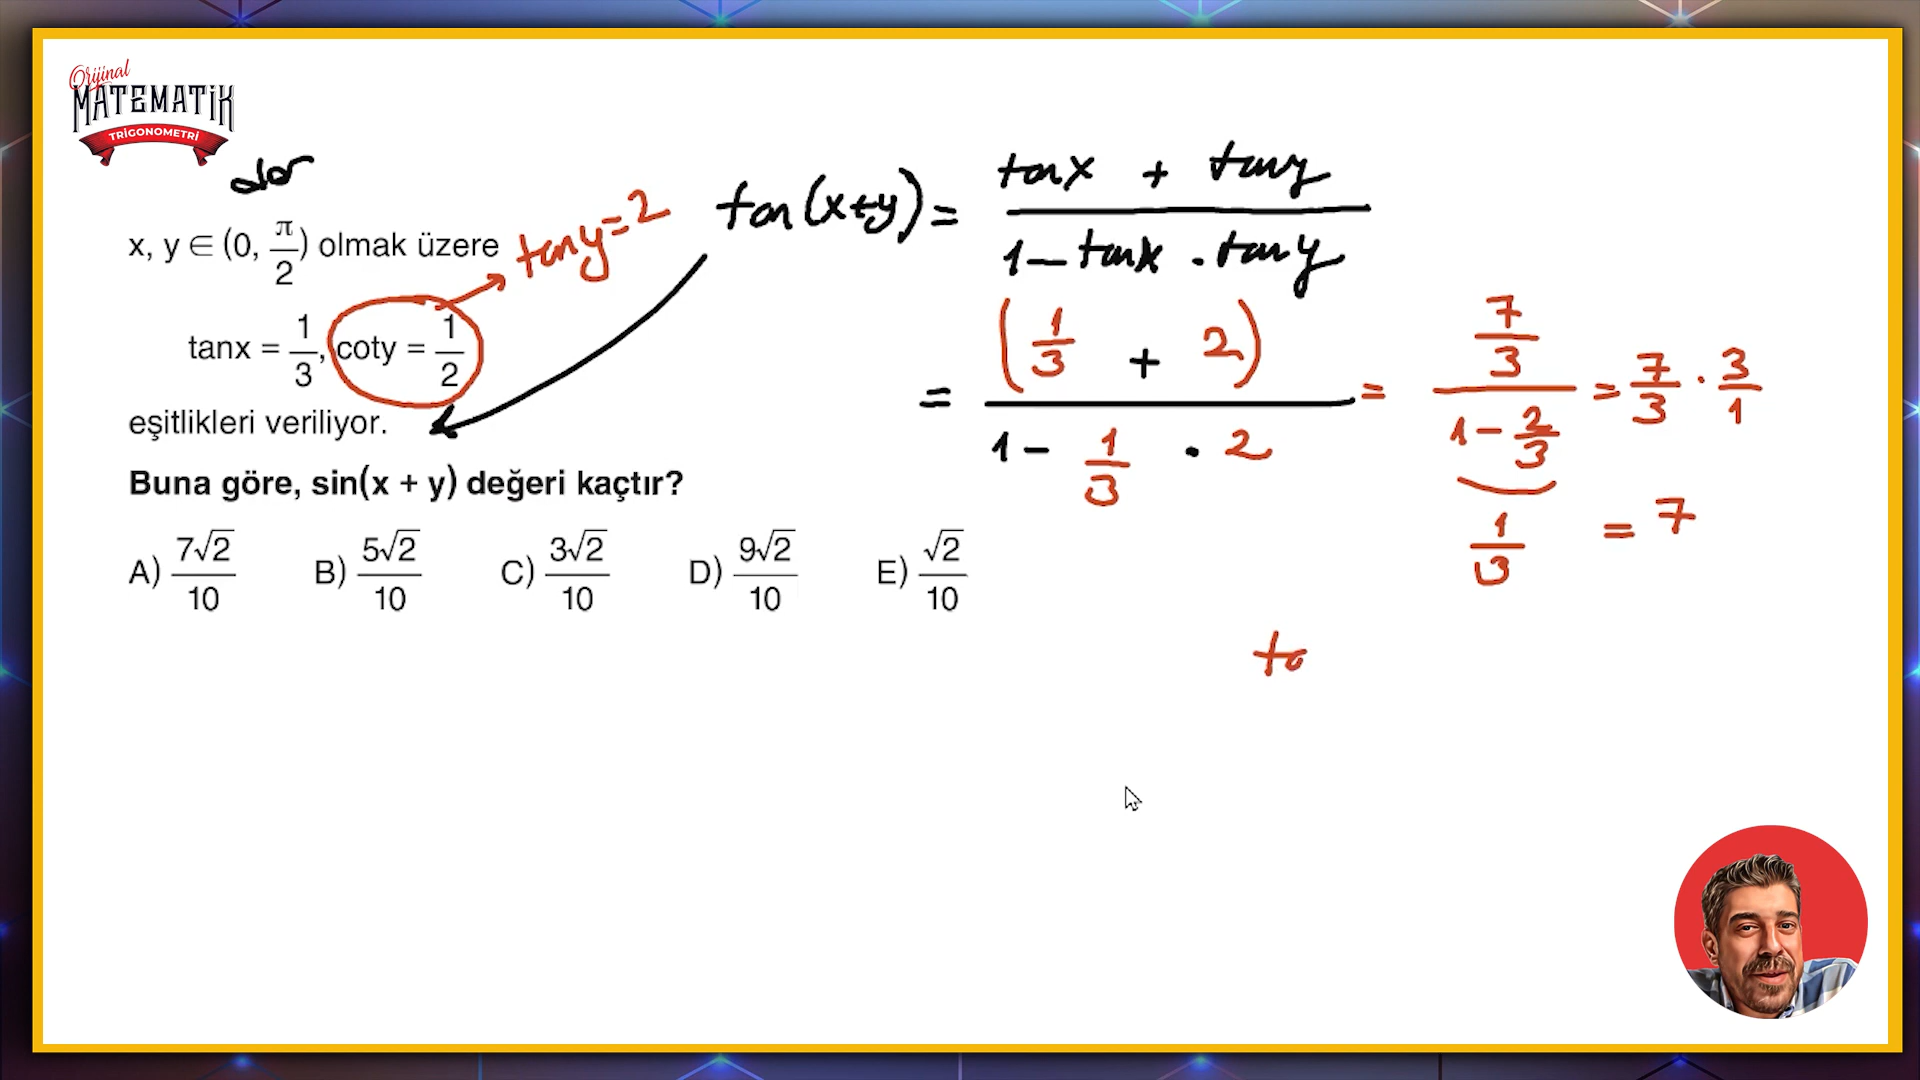 Orijinal
MATEMATİK
TRİGONOMETRİ
x, y ∈ (0, π/2) olmak üzere
tany = 2
tanx = 1/3, coty = 1/2
eşitlikleri veriliyor.
Buna göre, sin(x + y) değeri kaçtır?
A) 7√2/10 B) 5√2/10 C) 3√2/10 D) 9√2/10 E) √2/10
tan(x+y) = (tanx + tany)/(1 - tanx . tany)
= (1/3 + 2)/(1 - 1/3 . 2) = (7/3)/(1 - 2/3) = 7/3 . 3/1
1/3 = 7
ta